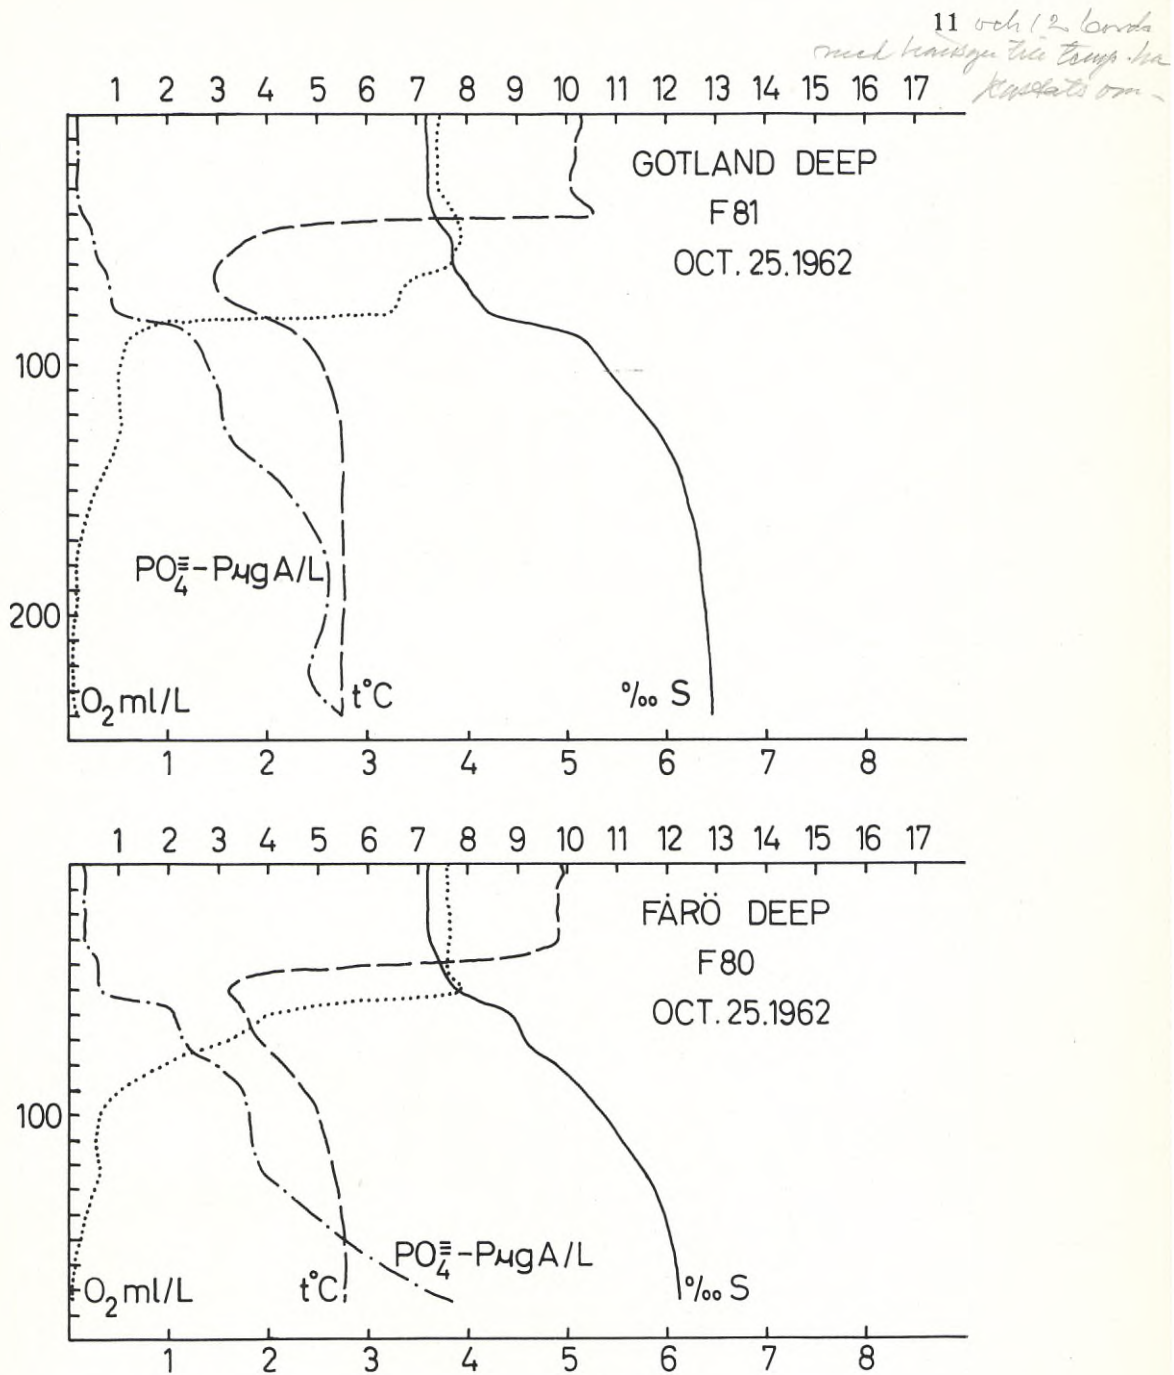 11 och 12 borde
med hänsyn till temp. ha
kastats om
1 2 3 4 5 6 7 8 9 10 11 12 13 14 15 16 17
GOTLAND DEEP
F81
OCT. 25.1962
100
PO₄≡-PμgA/L
200
O₂ml/L t°C ‰ S
1 2 3 4 5 6 7 8
1 2 3 4 5 6 7 8 9 10 11 12 13 14 15 16 17
FÅRÖ DEEP
F80
OCT. 25.1962
100
PO₄≡-PμgA/L
O₂ml/L t°C ‰ S
1 2 3 4 5 6 7 8